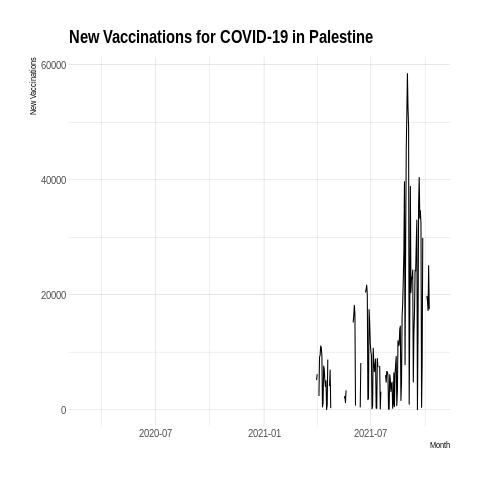 New Vaccinations for COVID-19 in Palestine
New Vaccinations
60000
40000
20000
0
2020-07 2021-01 2021-07
Month